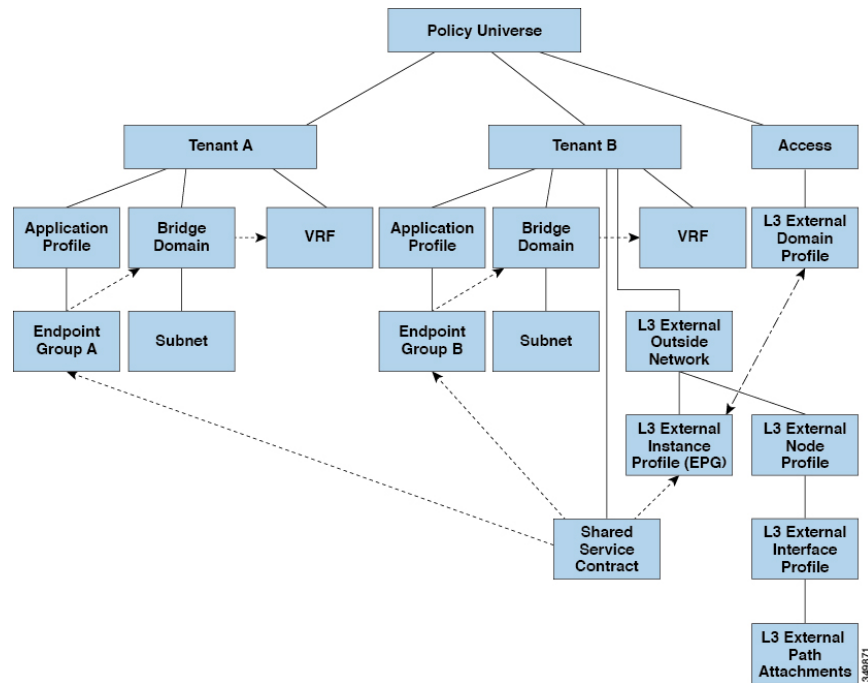 Policy Universe
Tenant A
Tenant B
Access
Application
Profile
Bridge
Domain
VRF
Application
Profile
Bridge
Domain
VRF
L3 External
Domain
Profile
Endpoint
Group A
Subnet
Endpoint
Group B
Subnet
L3 External
Outside
Network
L3 External
Instance
Profile (EPG)
L3 External
Node
Profile
Shared
Service
Contract
L3 External
Interface
Profile
L3 External
Path
Attachments
349871